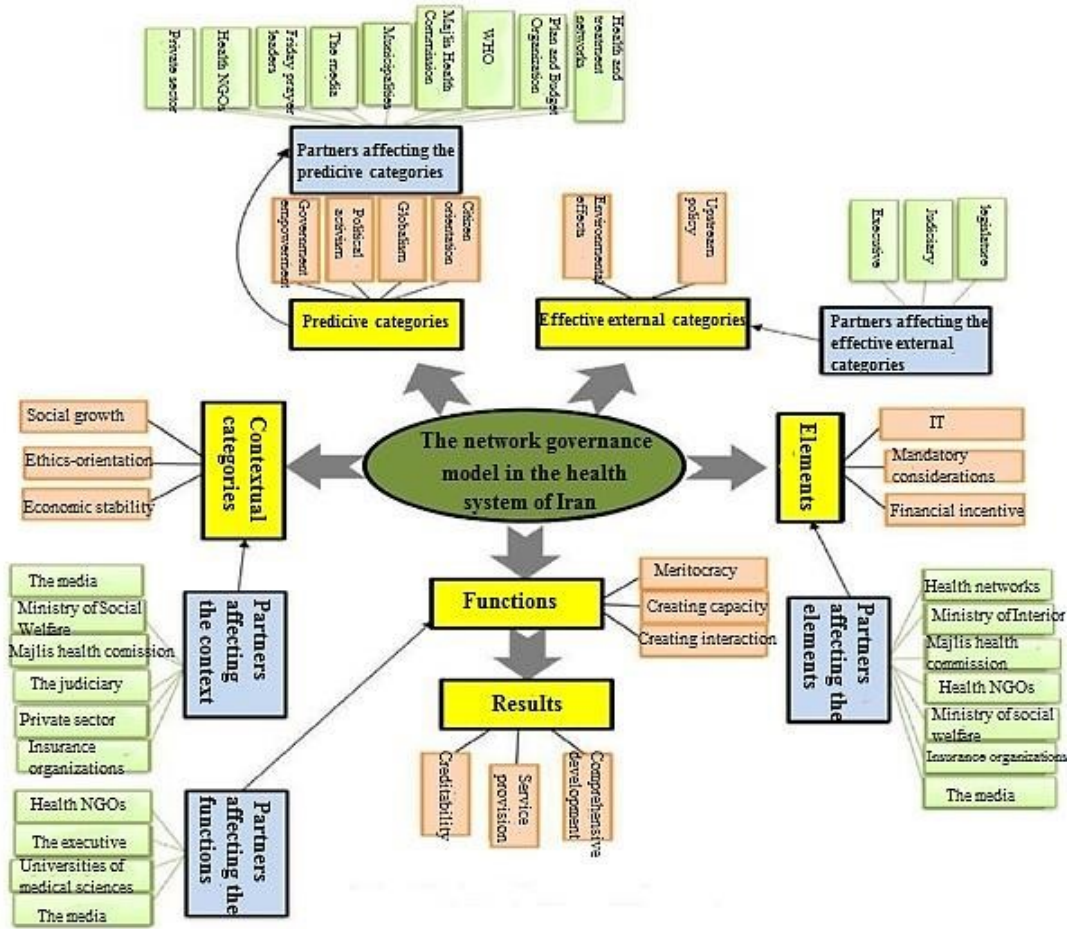 Private sector
Health NGOs
Friday prayer
leaders
The media
Municipalities
Majlis Health
Commission
WHO
Plan and Budget
Organization
Health and
treatment
networks
Partners affecting the
predicive categories
Government
empowerment
Political
activism
Globalism
Citizen
orientation
Predicive categories
Environmental
effects
Upstream
policy
Effective external categories
Executive
Judiciary
legislature
Partners affecting the
effective external
categories
Social growth
Ethics-orientation
Economic stability
Contextual
categories
The network governance
model in the health
system of Iran
Elements
IT
Mandatory
considerations
Financial incentive
The media
Ministry of Social
Welfare
Majlis health comission
The judiciary
Private sector
Insurance
organizations
Partners
affecting
the context
Functions
Meritocracy
Creating capacity
Creating interaction
Partners
affecting the
elements
Health networks
Ministry of Interior
Majlis health
commission
Health NGOs
Ministry of social
welfare
Insurance organizations
The media
Results
Creditability
Service
provision
Comprehensive
development
Health NGOs
The executive
Universities of
medical sciences
The media
Partners
affecting the
functions